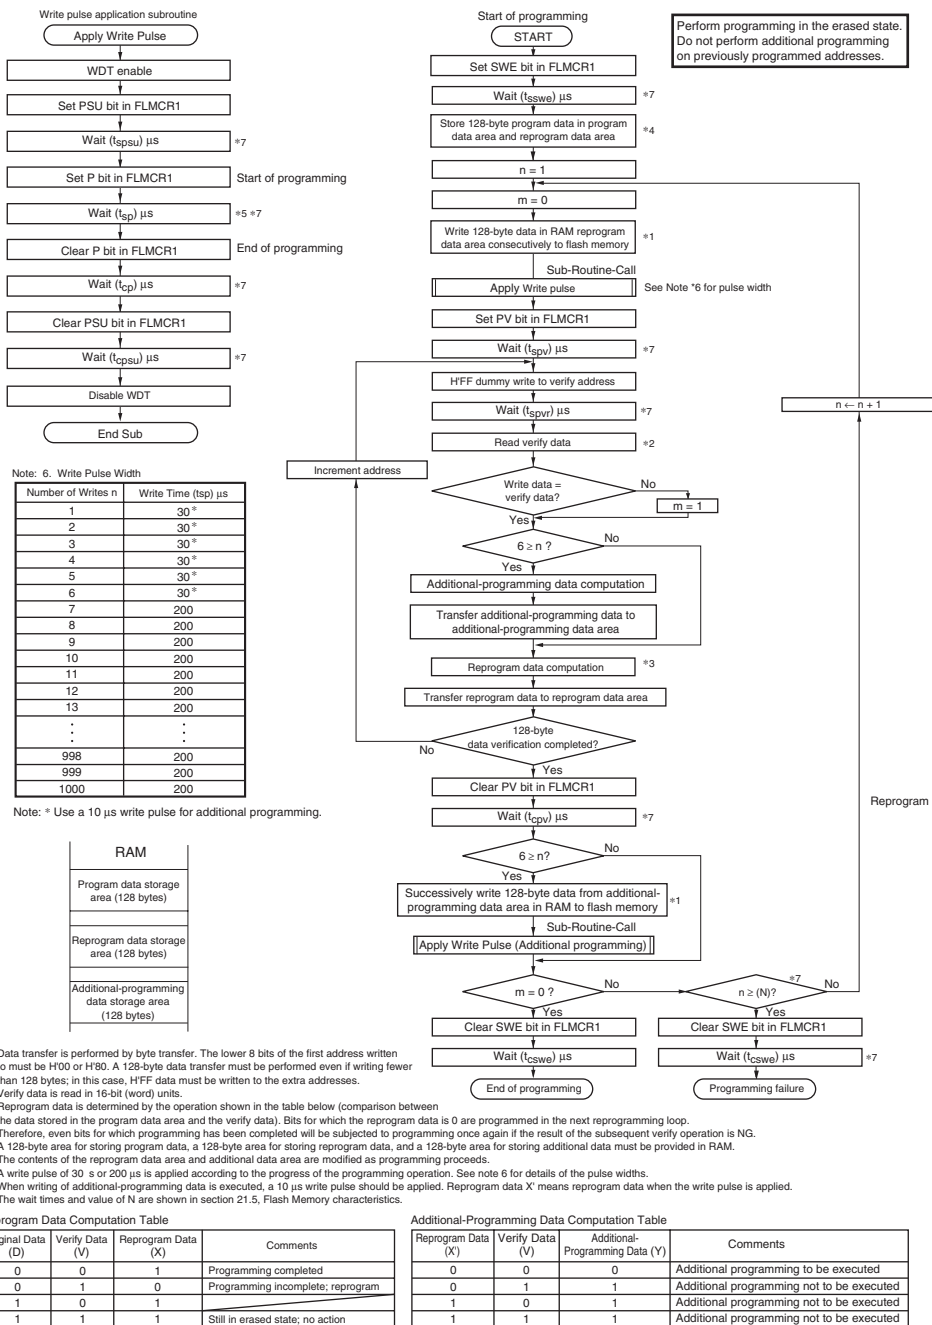 Write pulse application subroutine
Apply Write Pulse
WDT enable
Set PSU bit in FLMCR1
Wait (tspsu) μs
*7
Set P bit in FLMCR1
Start of programming
Wait (tsp) μs
*5 *7
Clear P bit in FLMCR1
End of programming
Wait (tcp) μs
*7
Clear PSU bit in FLMCR1
Wait (tcpsu) μs
*7
Disable WDT
End Sub
Note: 6. Write Pulse Width
Number of Writes n Write Time (tsp) μs
1 30*
2 30*
3 30*
4 30*
5 30*
6 30*
7 200
8 200
9 200
10 200
11 200
12 200
13 200
998 200
999 200
1000 200
Note: * Use a 10 μs write pulse for additional programming.
RAM
Program data storage
area (128 bytes)
Reprogram data storage
area (128 bytes)
Additional-programming
data storage area
(128 bytes)
Start of programming
START
Perform programming in the erased state.
Do not perform additional programming
on previously programmed addresses.
Set SWE bit in FLMCR1
Wait (tsswe) μs
*7
Store 128-byte program data in program
data area and reprogram data area
*4
n = 1
m = 0
Write 128-byte data in RAM reprogram
data area consecutively to flash memory
*1
Sub-Routine-Call
Apply Write pulse
See Note *6 for pulse width
Set PV bit in FLMCR1
Wait (tspv) μs
*7
H'FF dummy write to verify address
Wait (tspvr) μs
*7
Read verify data
*2
Increment address
n ← n + 1
Write data =
verify data?
No
m = 1
Yes
6 ≥ n ?
No
Yes
Additional-programming data computation
Transfer additional-programming data to
additional-programming data area
Reprogram data computation
*3
Transfer reprogram data to reprogram data area
128-byte
data verification completed?
No
Yes
Clear PV bit in FLMCR1
Reprogram
Wait (tcpv) μs
*7
6 ≥ n?
No
Yes
Successively write 128-byte data from additional-
programming data area in RAM to flash memory
*1
Sub-Routine-Call
Apply Write Pulse (Additional programming)
m = 0 ?
No
n ≥ (N)?
*7
No
Yes
Yes
Clear SWE bit in FLMCR1
Clear SWE bit in FLMCR1
Wait (tcswe) μs
Wait (tcswe) μs
*7
End of programming
Programming failure
Data transfer is performed by byte transfer. The lower 8 bits of the first address written
o must be H'00 or H'80. A 128-byte data transfer must be performed even if writing fewer
han 128 bytes; in this case, H'FF data must be written to the extra addresses.
Verify data is read in 16-bit (word) units.
Reprogram data is determined by the operation shown in the table below (comparison between
he data stored in the program data area and the verify data). Bits for which the reprogram data is 0 are programmed in the next reprogramming loop.
Therefore, even bits for which programming has been completed will be subjected to programming once again if the result of the subsequent verify operation is NG.
A 128-byte area for storing program data, a 128-byte area for storing reprogram data, and a 128-byte area for storing additional data must be provided in RAM.
The contents of the reprogram data area and additional data area are modified as programming proceeds.
A write pulse of 30 s or 200 μs is applied according to the progress of the programming operation. See note 6 for details of the pulse widths.
When writing of additional-programming data is executed, a 10 μs write pulse should be applied. Reprogram data X' means reprogram data when the write pulse is applied.
The wait times and value of N are shown in section 21.5, Flash Memory characteristics.
rogram Data Computation Table
ginal Data Verify Data Reprogram Data Comments
(D) (V) (X)
0 0 1 Programming completed
0 1 0 Programming incomplete; reprogram
1 0 1
1 1 1 Still in erased state; no action
Additional-Programming Data Computation Table
Reprogram Data Verify Data Additional- Comments
(X') (V) Programming Data (Y)
0 0 0 Additional programming to be executed
0 1 1 Additional programming not to be executed
1 0 1 Additional programming not to be executed
1 1 1 Additional programming not to be executed